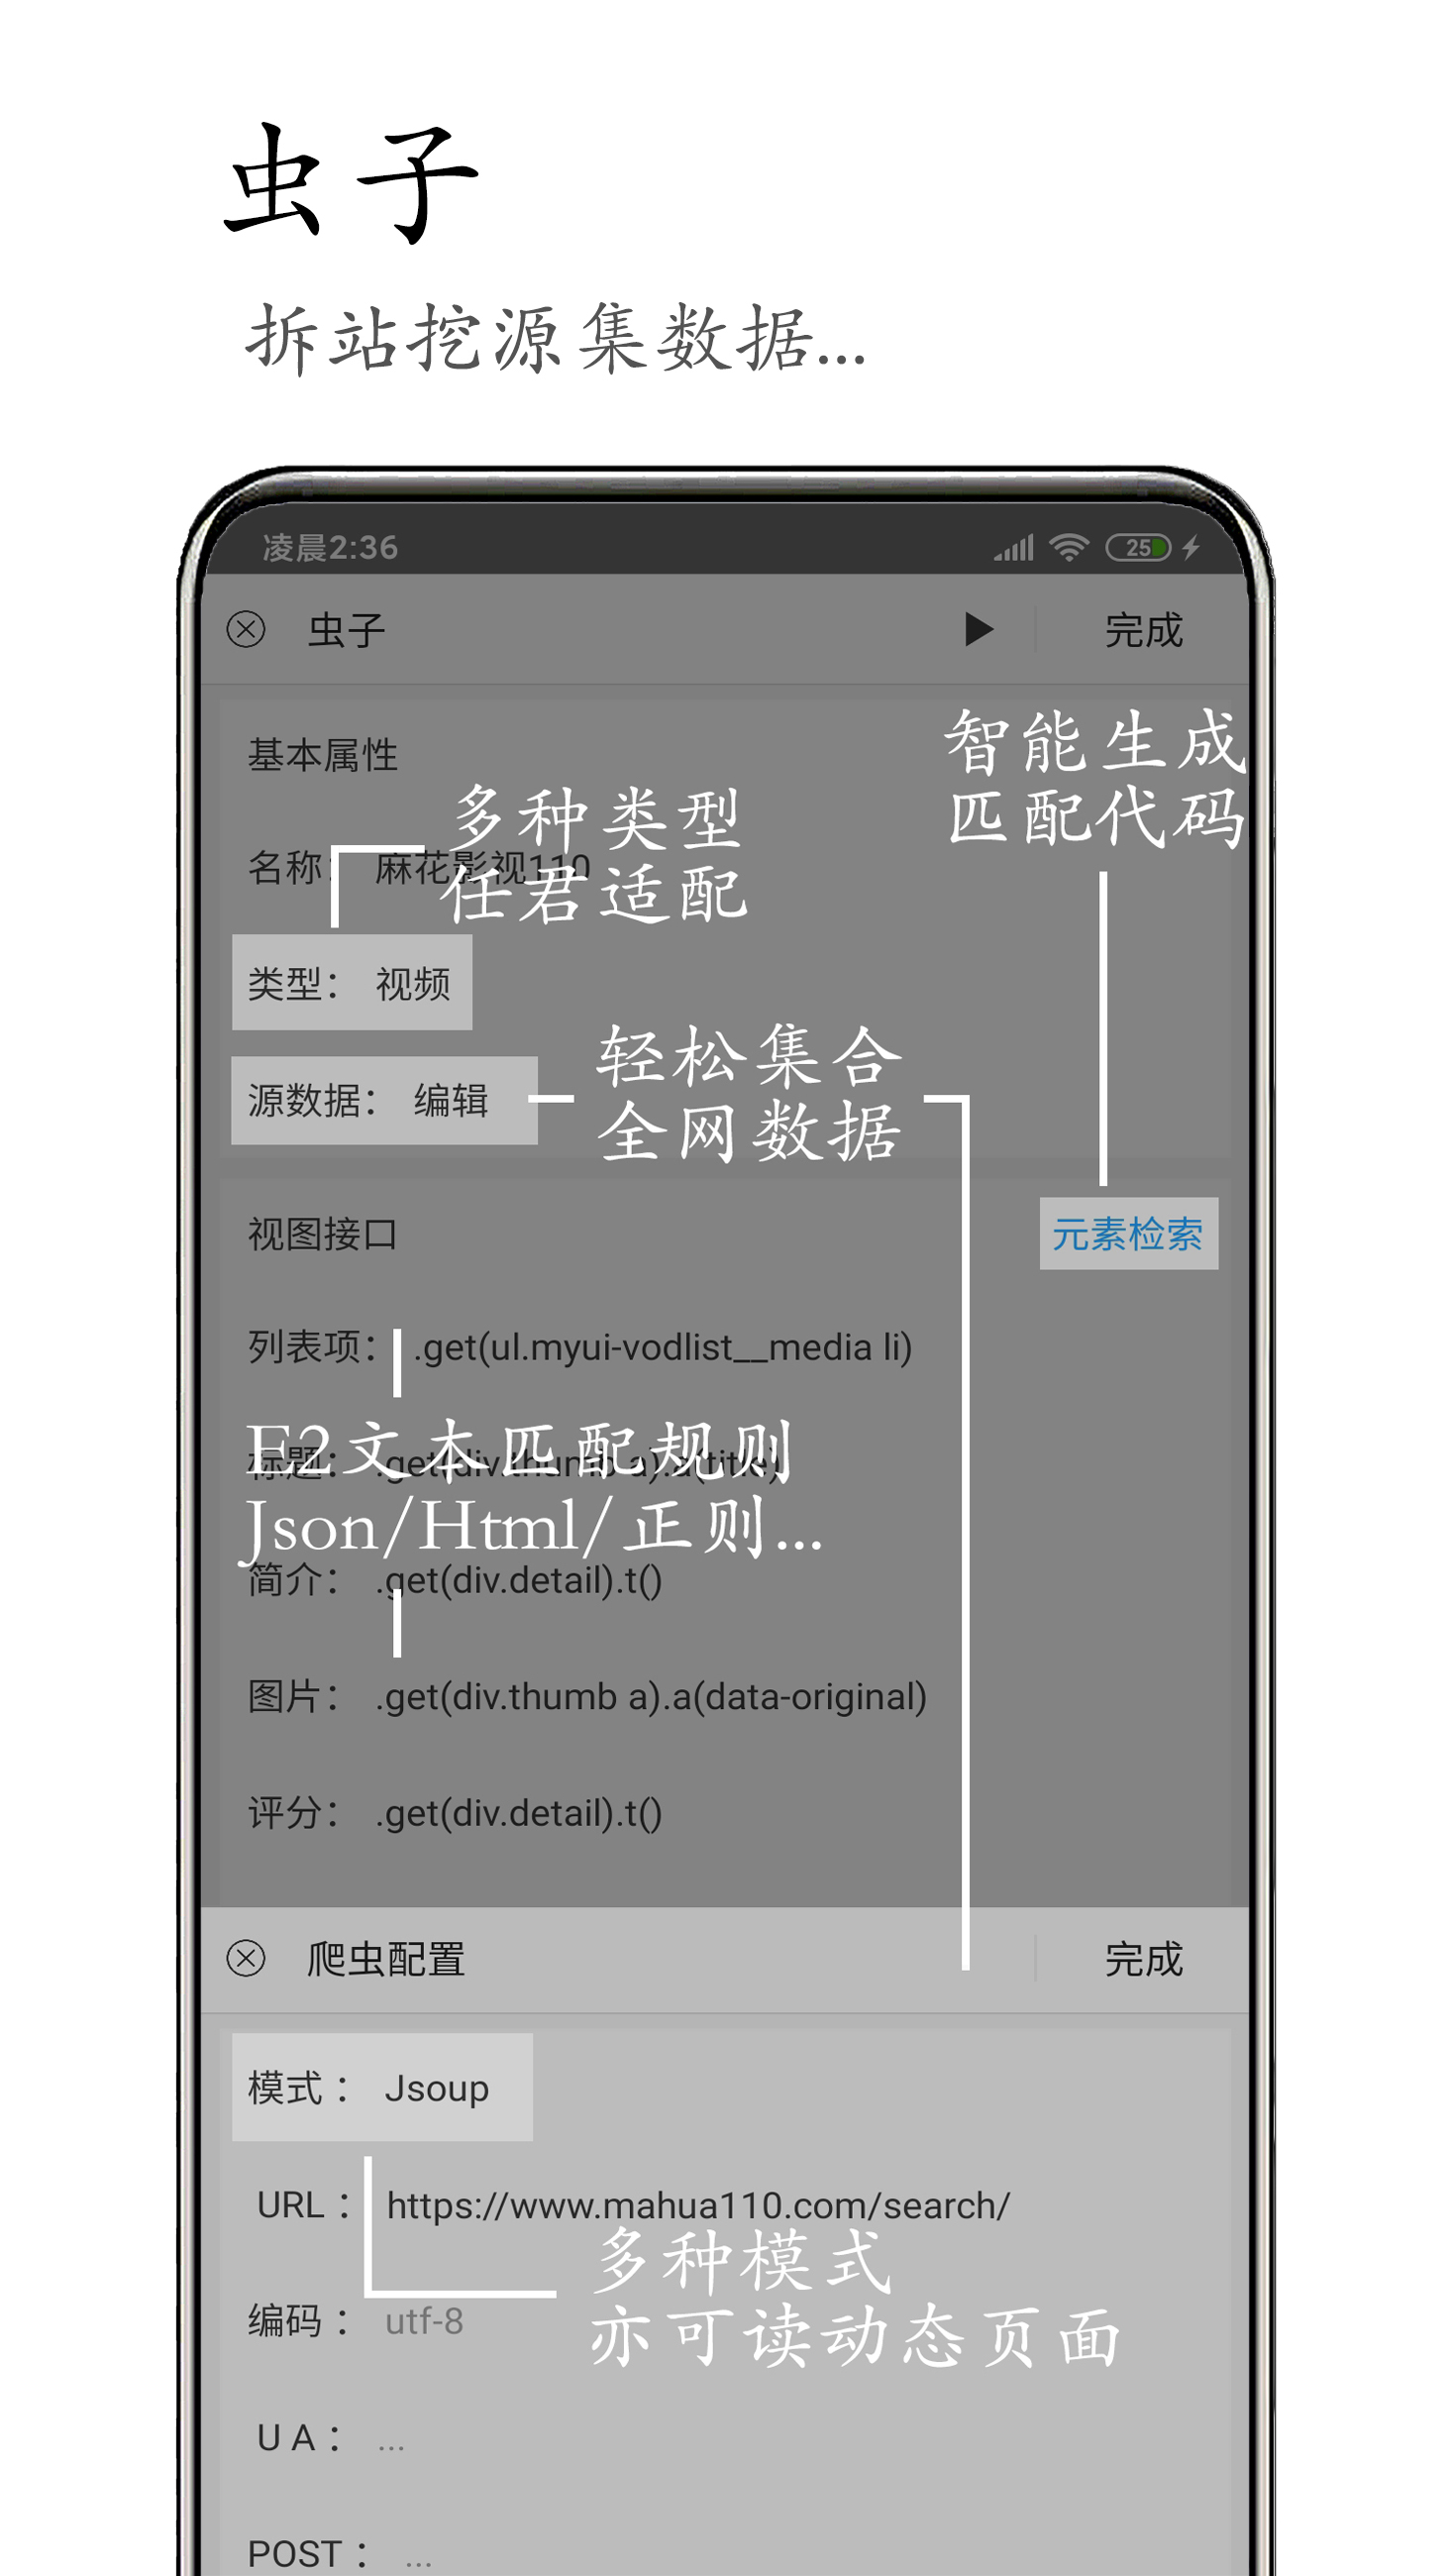 虫子
拆站挖源集数据...
凌晨2:36
25
虫子
完成
基本属性
智能生成
匹配代码
多种类型
任君适配
名称： 麻花影视110
类型： 视频
源数据： 编辑
轻松集合
全网数据
视图接口
元素检索
列表项： .get(ul.myui-vodlist__media li)
E2文本匹配规则
标题： .get(div.thumb a).a(title)
Json/Html/正则...
简介： .get(div.detail).t()
图片： .get(div.thumb a).a(data-original)
评分： .get(div.detail).t()
爬虫配置
完成
模式： Jsoup
URL： https://www.mahua110.com/search/
多种模式
亦可读动态页面
编码： utf-8
U A： ...
POST： ...